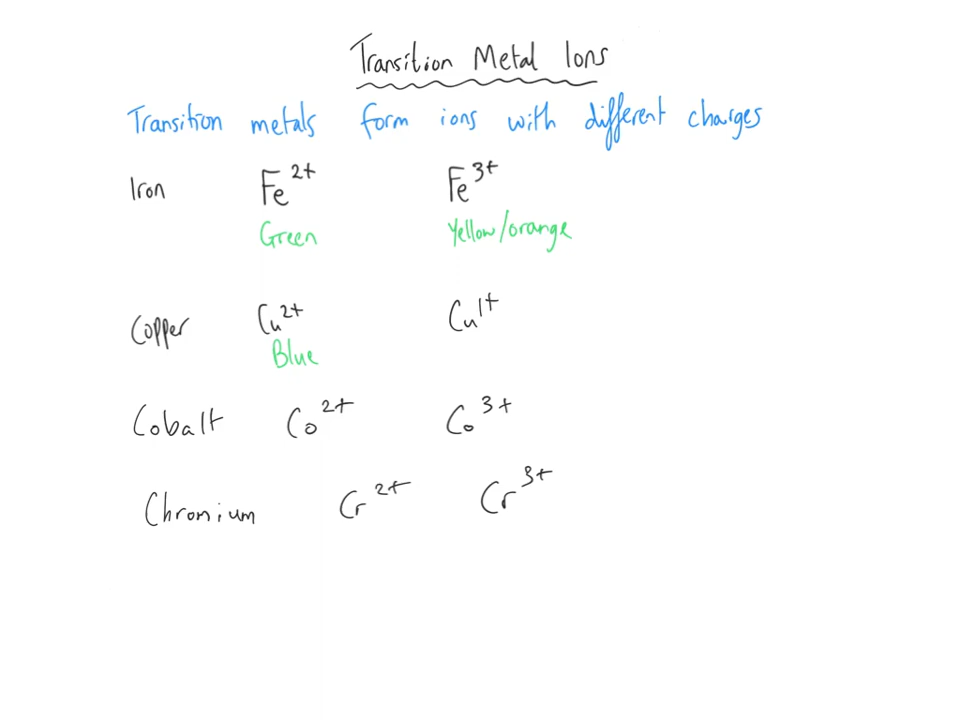 Transition Metal Ions
Transition metals form ions with different charges
Iron Fe²⁺ Fe³⁺
Green Yellow/orange
Copper Cu²⁺ Cu¹⁺
Blue
Cobalt Co²⁺ Co³⁺
Chromium Cr²⁺ Cr³⁺